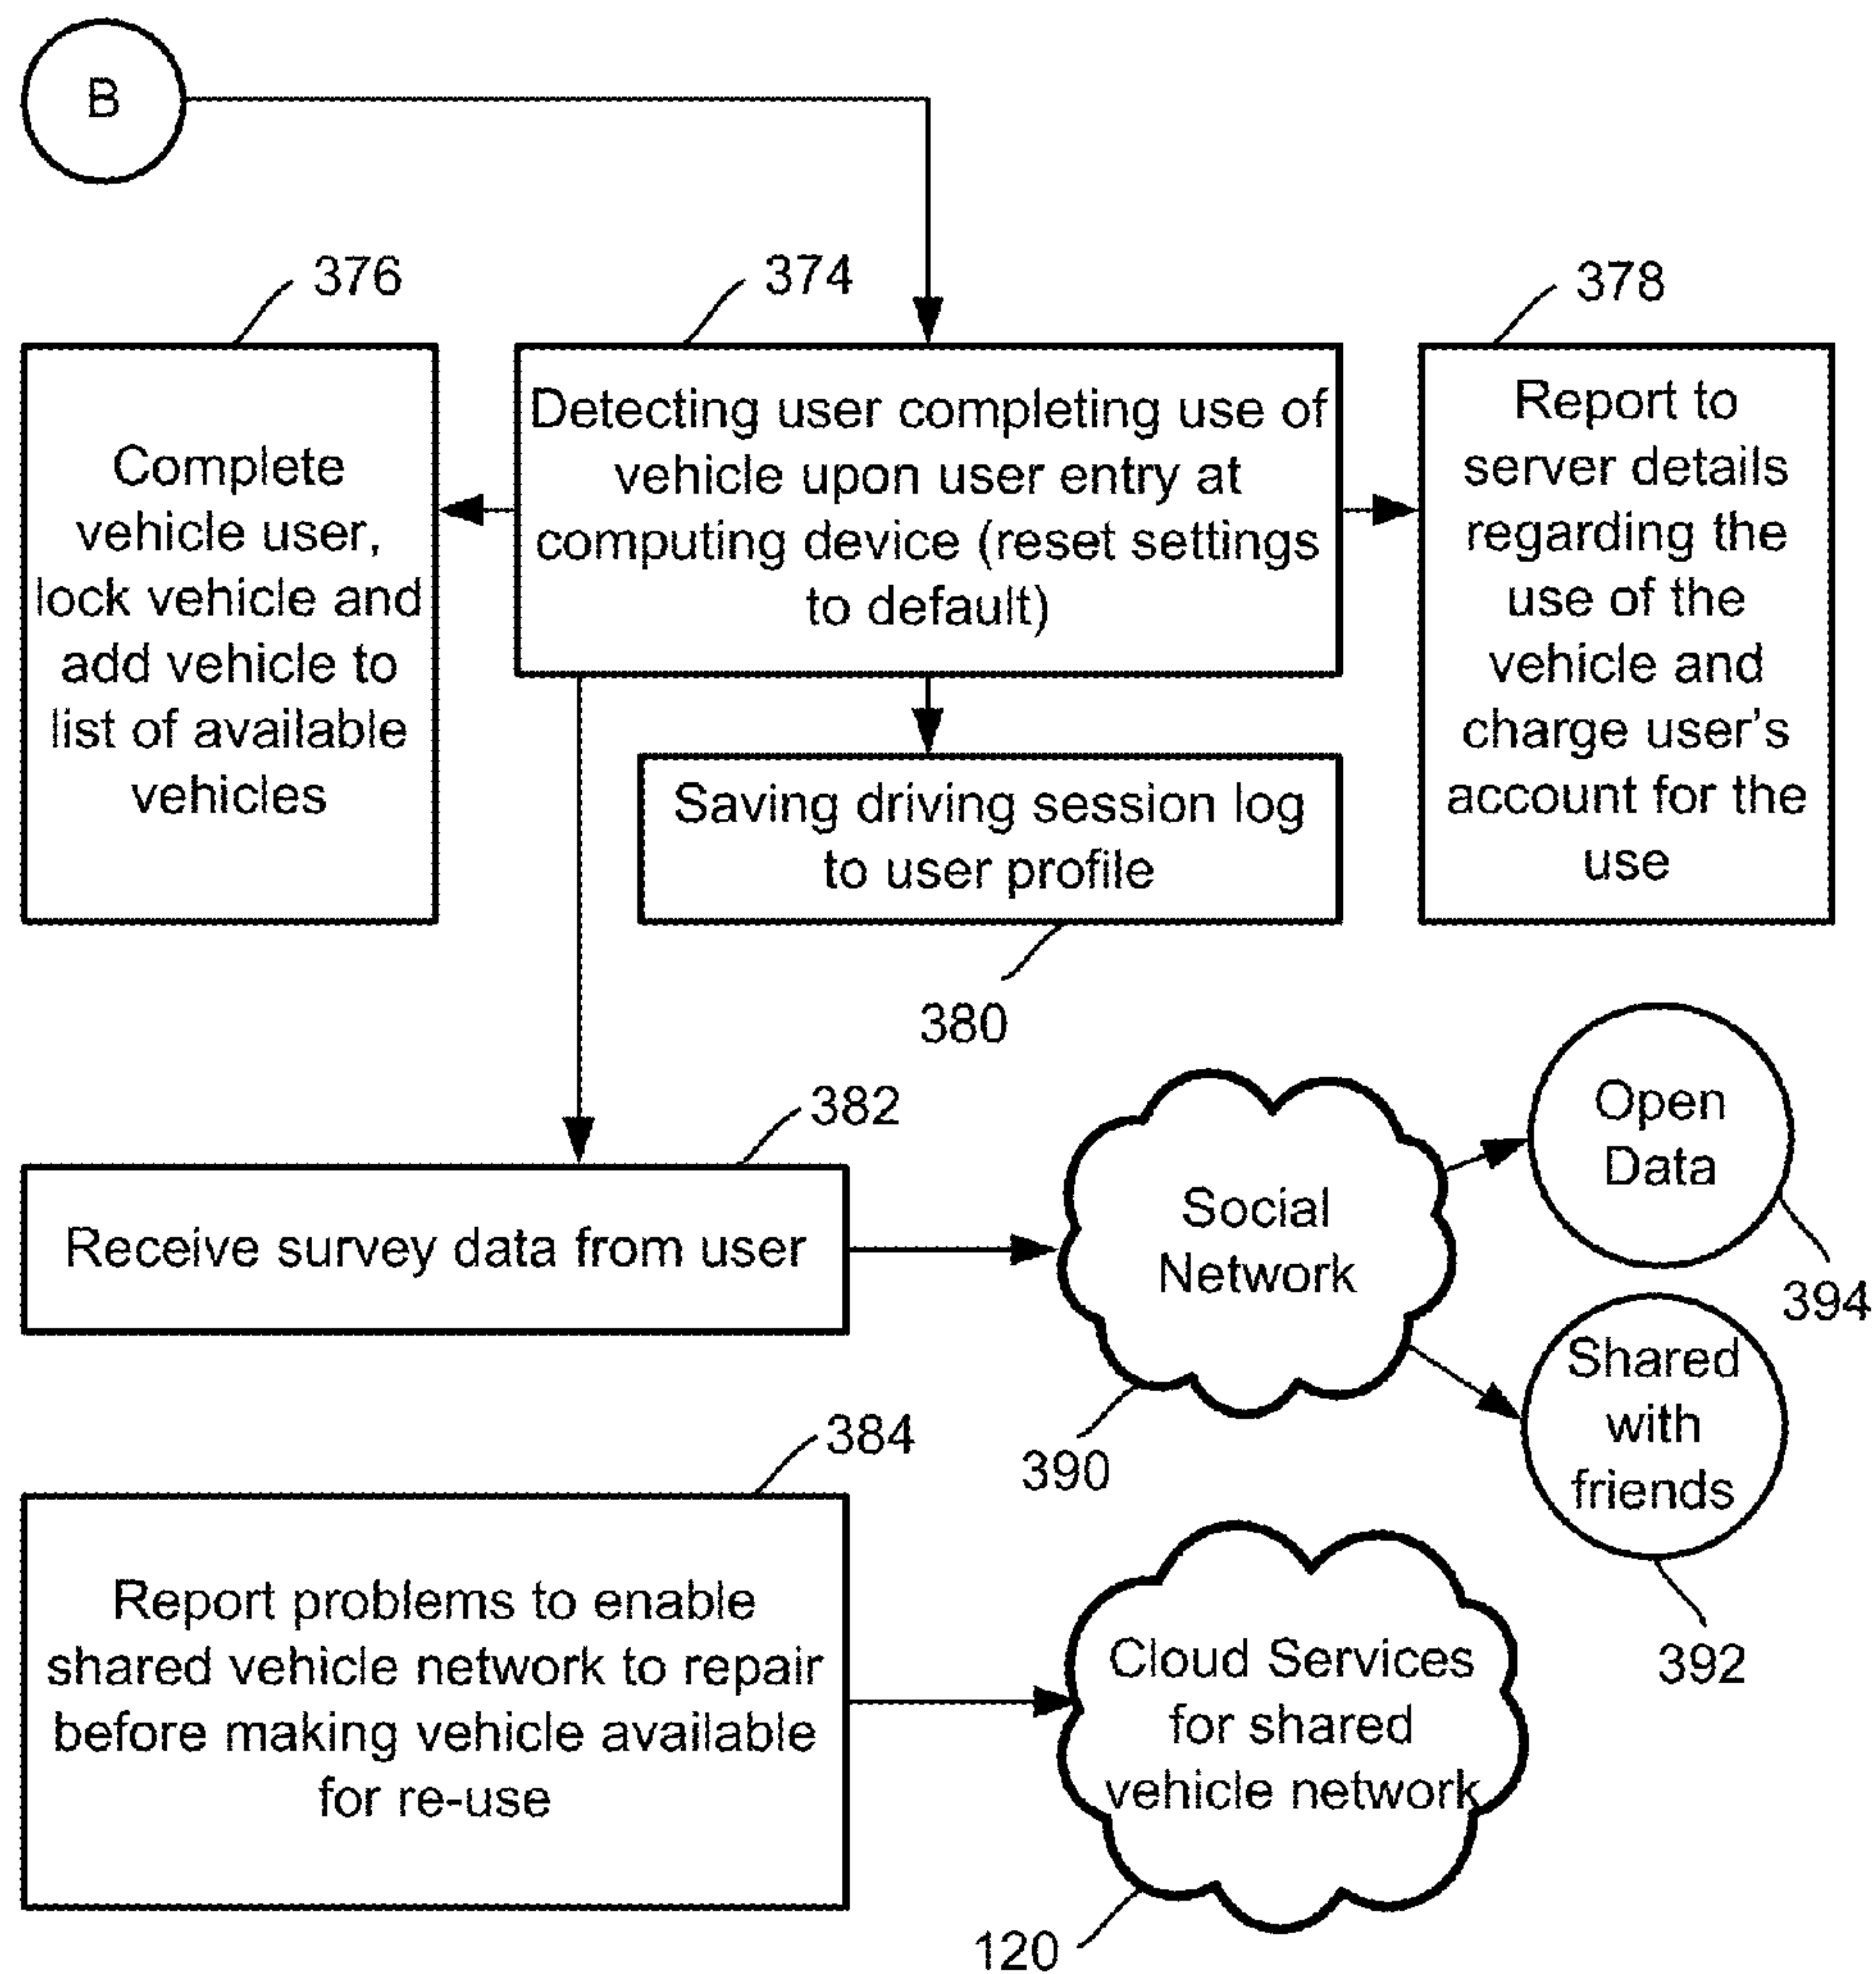 B
376
374
378
Complete
vehicle user,
lock vehicle and
add vehicle to
list of available
vehicles
Detecting user completing use of
vehicle upon user entry at
computing device (reset settings
to default)
Report to
server details
regarding the
use of the
vehicle and
charge user's
account for the
use
Saving driving session log
to user profile
380
382
Receive survey data from user
Social
Network
390
Open
Data
394
Shared
with
friends
392
384
Report problems to enable
shared vehicle network to repair
before making vehicle available
for re-use
Cloud Services
for shared
vehicle network
120